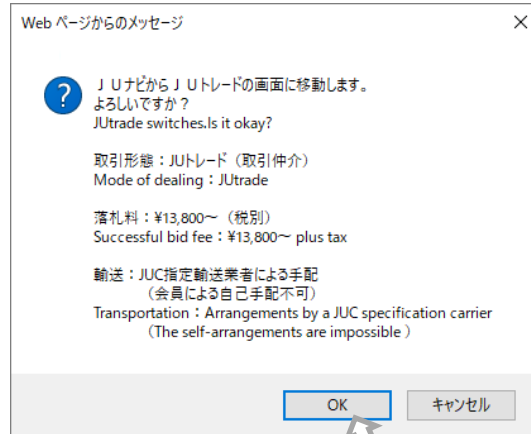 Web ページからのメッセージ
ＪＵナビからＪＵトレードの画面に移動します。
よろしいですか？
JUtrade switches.Is it okay?
取引形態：JUトレード（取引仲介）
Mode of dealing：JUtrade
落札料：¥13,800～（税別）
Successful bid fee：¥13,800～ plus tax
輸送：JUC指定輸送業者による手配
（会員による自己手配不可）
Transportation：Arrangements by a JUC specification carrier
（The self-arrangements are impossible ）
OK
キャンセル